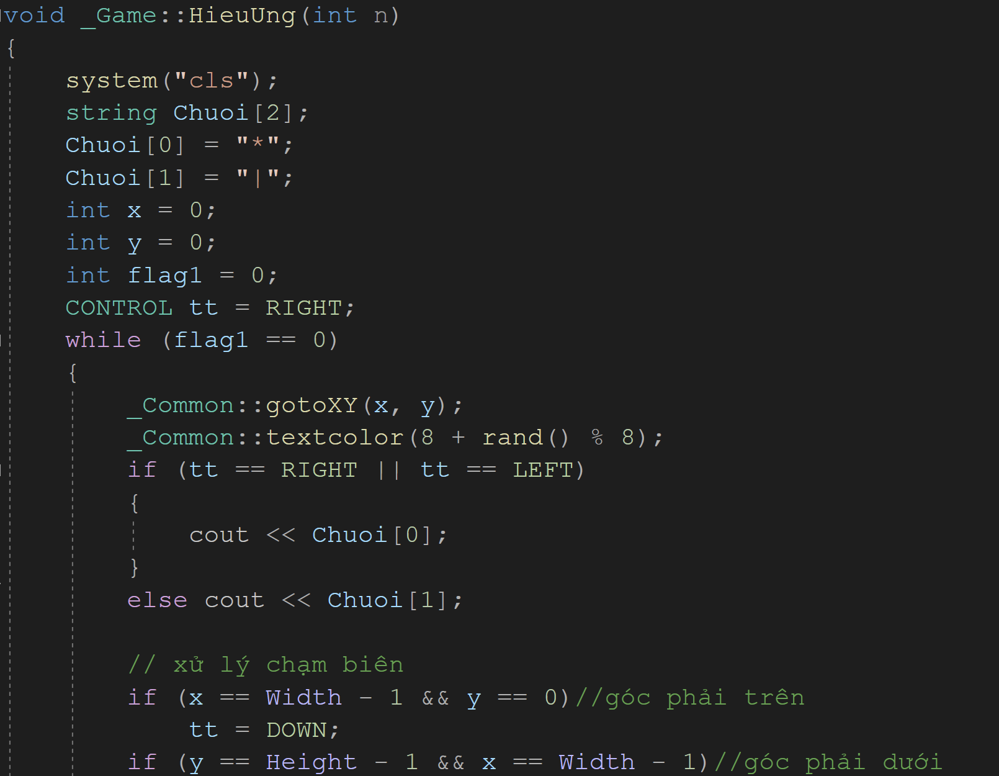 void _Game::HieuUng(int n)
{
    system("cls");
    string Chuoi[2];
    Chuoi[0] = "*";
    Chuoi[1] = "|";
    int x = 0;
    int y = 0;
    int flag1 = 0;
    CONTROL tt = RIGHT;
    while (flag1 == 0)
    {
        _Common::gotoXY(x, y);
        _Common::textcolor(8 + rand() % 8);
        if (tt == RIGHT || tt == LEFT)
        {
            cout << Chuoi[0];
        }
        else cout << Chuoi[1];

        // xử lý chạm biên
        if (x == Width - 1 && y == 0)//góc phải trên
            tt = DOWN;
        if (y == Height - 1 && x == Width - 1)//góc phải dưới